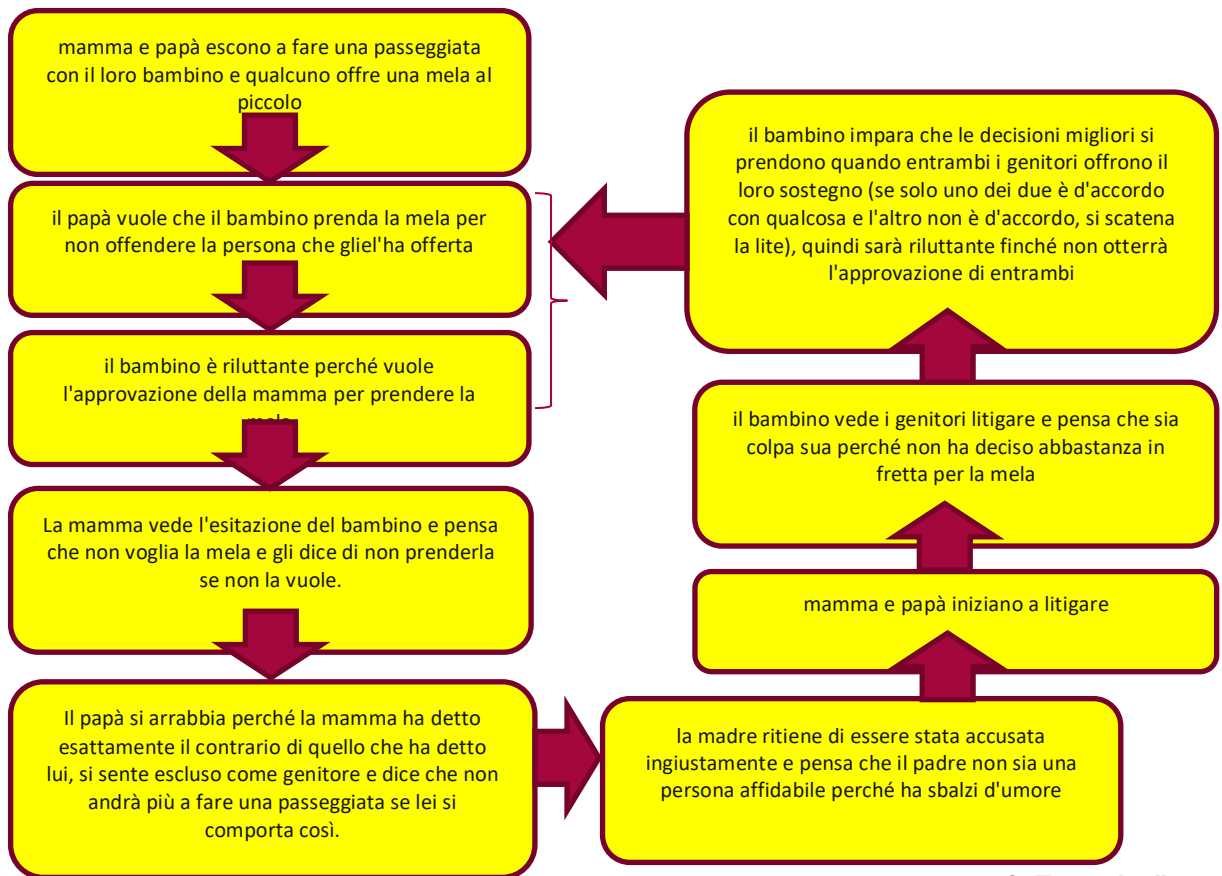 mamma e papà escono a fare una passeggiata
con il loro bambino e qualcuno offre una mela al
piccolo
il papà vuole che il bambino prenda la mela per
non offendere la persona che gliel'ha offerta
il bambino è riluttante perché vuole
l'approvazione della mamma per prendere la
mela
La mamma vede l'esitazione del bambino e pensa
che non voglia la mela e gli dice di non prenderla
se non la vuole.
Il papà si arrabbia perché la mamma ha detto
esattamente il contrario di quello che ha detto
lui, si sente escluso come genitore e dice che non
andrà più a fare una passeggiata se lei si
comporta così.
la madre ritiene di essere stata accusata
ingiustamente e pensa che il padre non sia una
persona affidabile perché ha sbalzi d'umore
mamma e papà iniziano a litigare
il bambino vede i genitori litigare e pensa che sia
colpa sua perché non ha deciso abbastanza in
fretta per la mela
il bambino impara che le decisioni migliori si
prendono quando entrambi i genitori offrono il
loro sostegno (se solo uno dei due è d'accordo
con qualcosa e l'altro non è d'accordo, si scatena
la lite), quindi sarà riluttante finché non otterrà
l'approvazione di entrambi